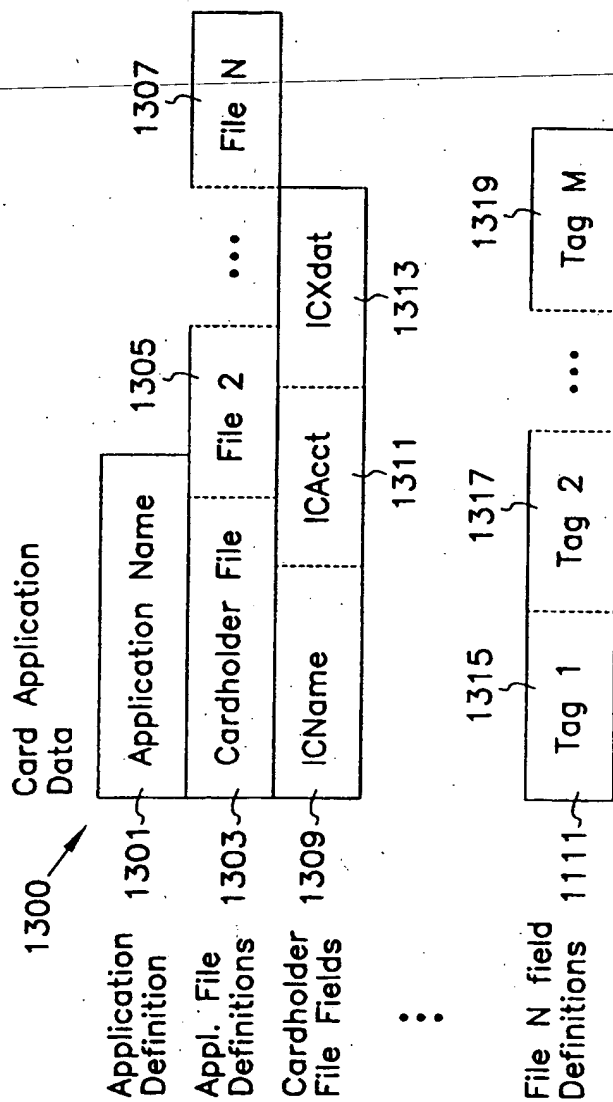 1300
Card Application
Data
Application
Definition
1301
Application Name
Appl. File
Definitions
1303
Cardholder File
1305
File 2
•••
1307
File N
Cardholder
File Fields
1309
ICName
ICAcct
1311
ICXdat
1313
•••
File N field
Definitions
1111
1315
Tag 1
1317
Tag 2
•••
1319
Tag M